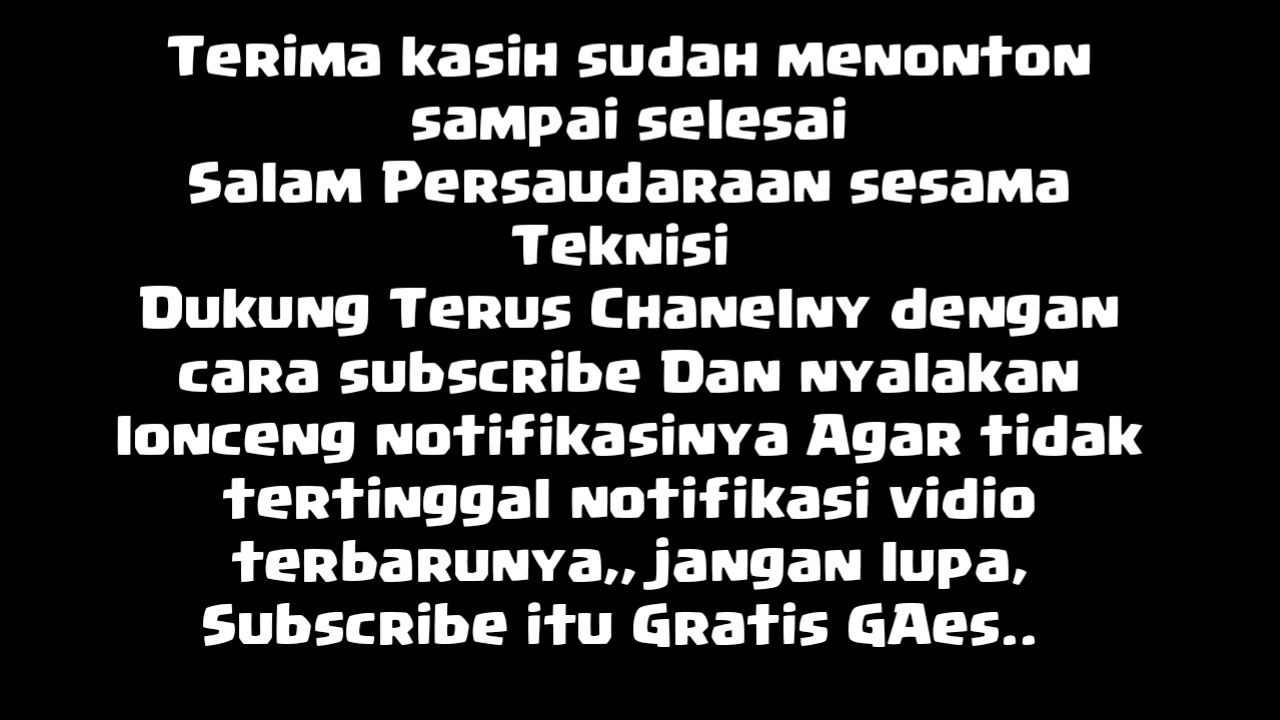 Terima kasih sudah menonton
sampai selesai
Salam Persaudaraan sesama
Teknisi
Dukung Terus Chanelny dengan
cara subscribe Dan nyalakan
lonceng notifikasinya Agar tidak
tertinggal notifikasi vidio
terbarunya,, jangan lupa,
Subscribe itu Gratis GAes..